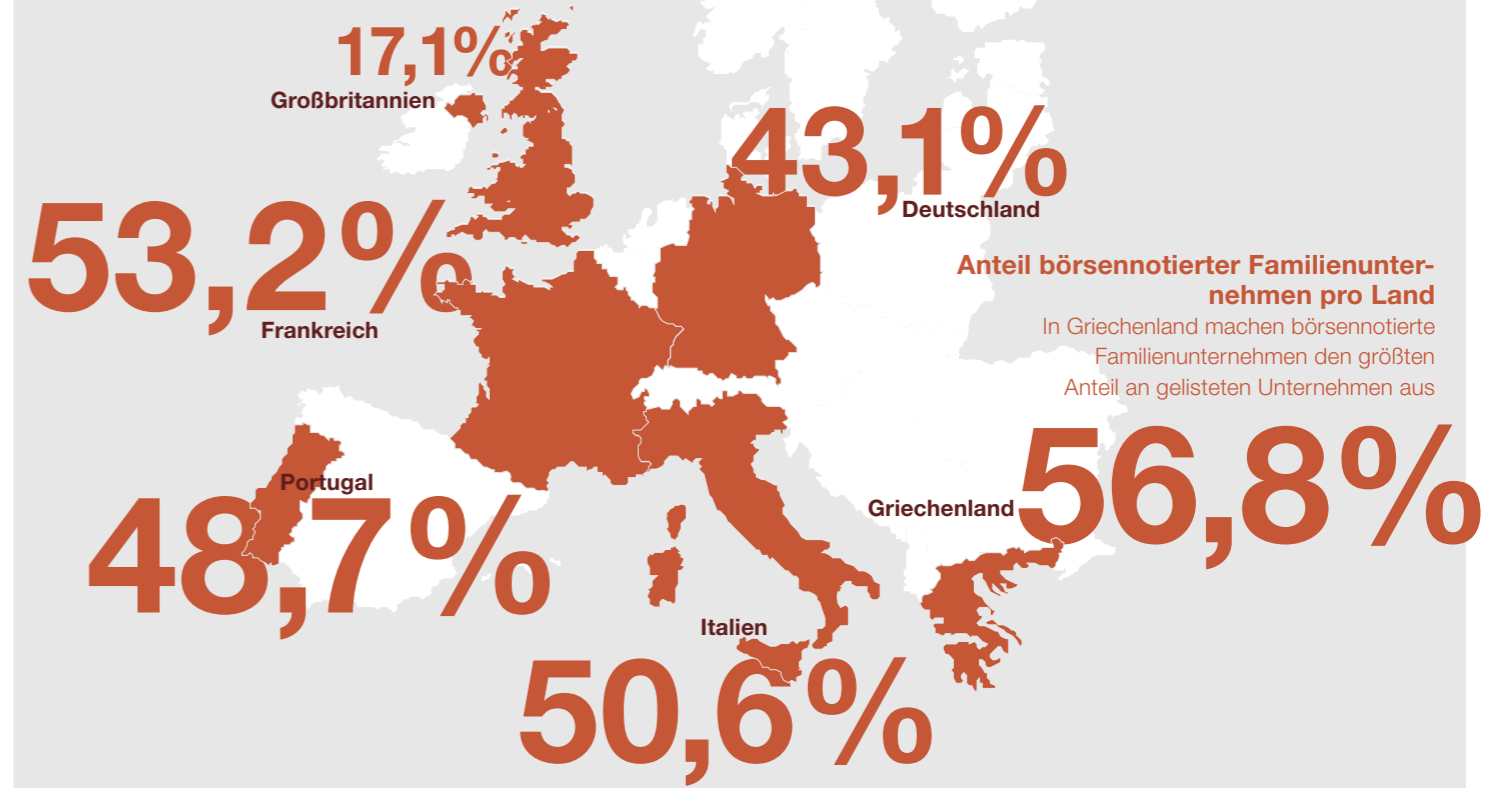 17,1%
Großbritannien
43,1%
Deutschland
53,2%
Frankreich
Anteil börsennotierter Familienunter-
nehmen pro Land
In Griechenland machen börsennotierte
Familienunternehmen den größten
Anteil an gelisteten Unternehmen aus
Portugal
48,7%
Griechenland
56,8%
Italien
50,6%